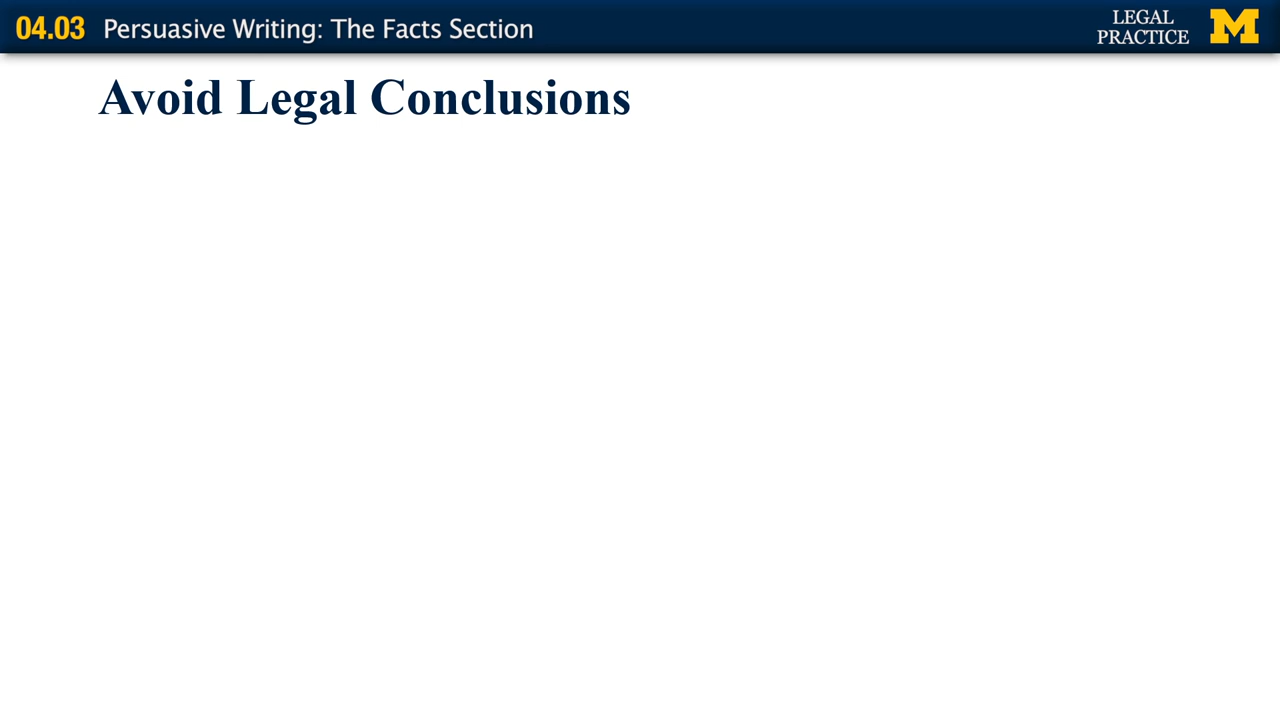 04.03 Persuasive Writing: The Facts Section
LEGAL
PRACTICE
M
Avoid Legal Conclusions